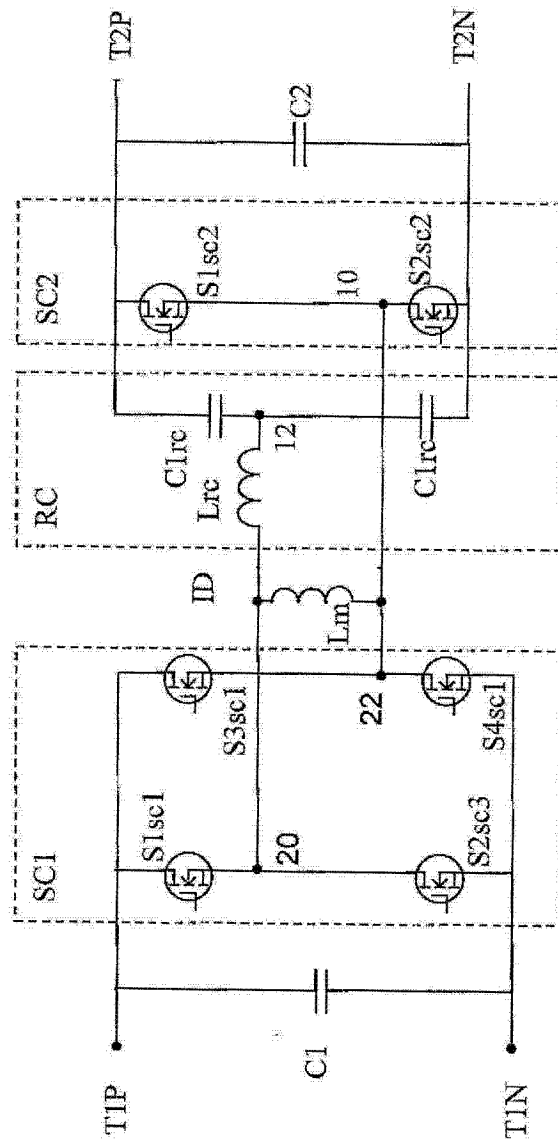 T2P
T2N
C2
SC2
S1sc2
10
S2sc2
RC
C1rc
Lrc
12
C1rc
ID
Lm
SC1
S1sc1
S3sc1
20
22
S2sc3
S4sc1
C1
T1P
T1N